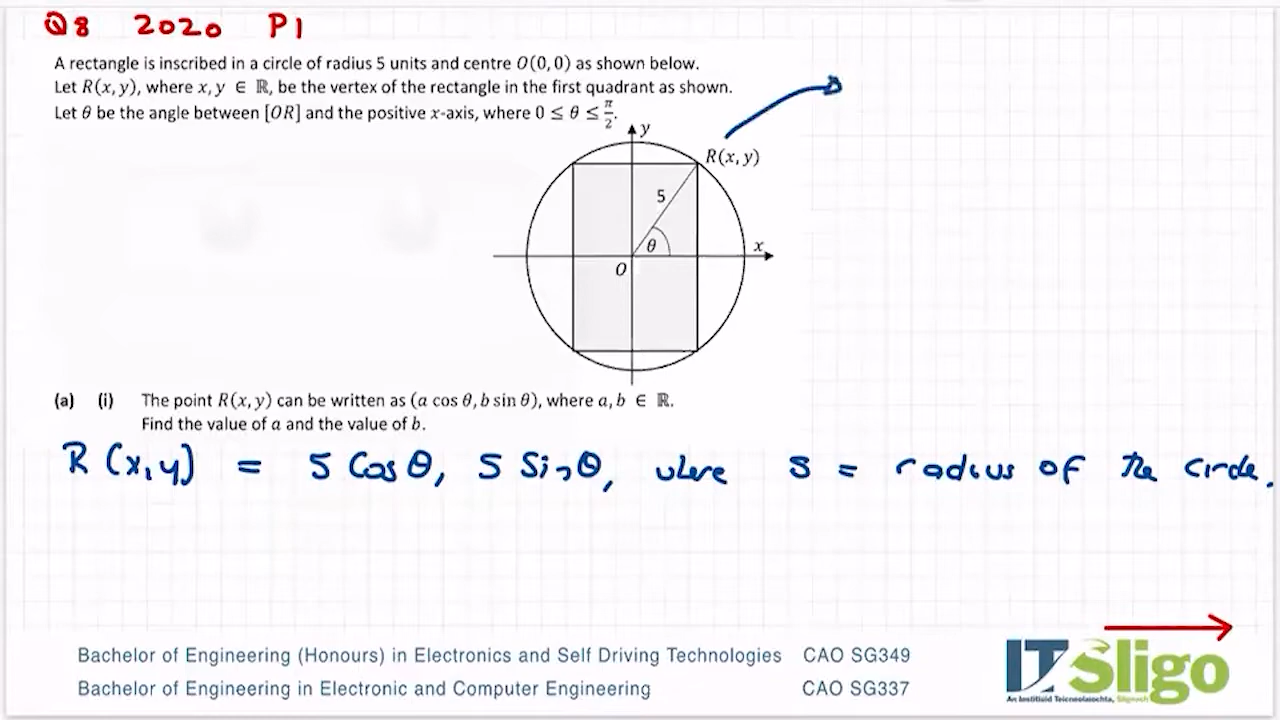 Q8 2020 P1
A rectangle is inscribed in a circle of radius 5 units and centre O(0, 0) as shown below.
Let R(x, y), where x, y ∈ ℝ, be the vertex of the rectangle in the first quadrant as shown.
Let θ be the angle between [OR] and the positive x-axis, where 0 ≤ θ ≤ π/2.
y
R(x, y)
5
θ
x
O
(a) (i) The point R(x, y) can be written as (a cos θ, b sin θ), where a, b ∈ ℝ.
Find the value of a and the value of b.
R (x,y) = 5 Cos θ, 5 Sin θ, where 5 = radius of the circle.
Bachelor of Engineering (Honours) in Electronics and Self Driving Technologies CAO SG349
Bachelor of Engineering in Electronic and Computer Engineering CAO SG337
IT Sligo
An Institiúid Teicneolaíochta, Sligeach